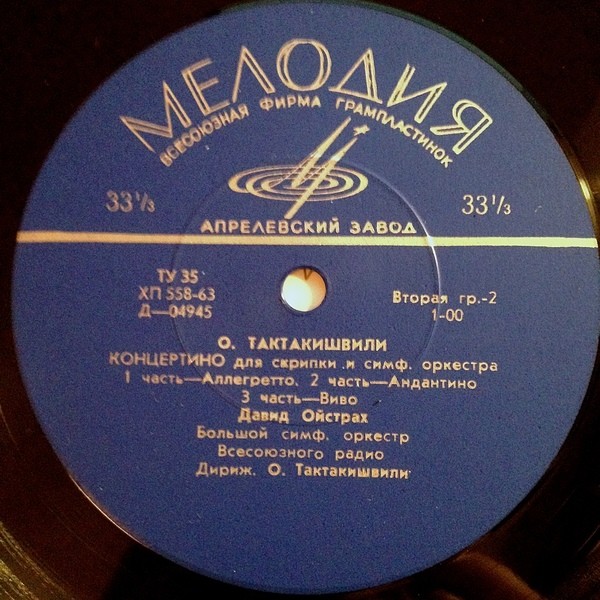 МЕЛОДИЯ
ВСЕСОЮЗНАЯ ФИРМА ГРАМПЛАСТИНОК
33⅓ 33⅓
АПРЕЛЕВСКИЙ ЗАВОД
ТУ 35
ХП 558-63
Д—04945
Вторая гр.-2
1-00
О. ТАКТАКИШВИЛИ
КОНЦЕРТИНО для скрипки и симф. оркестра
1 часть—Аллегретто. 2 часть—Андантино
3 часть—Виво
Давид Ойстрах
Большой симф. оркестр
Всесоюзного радио
Дириж. О. Тактакишвили